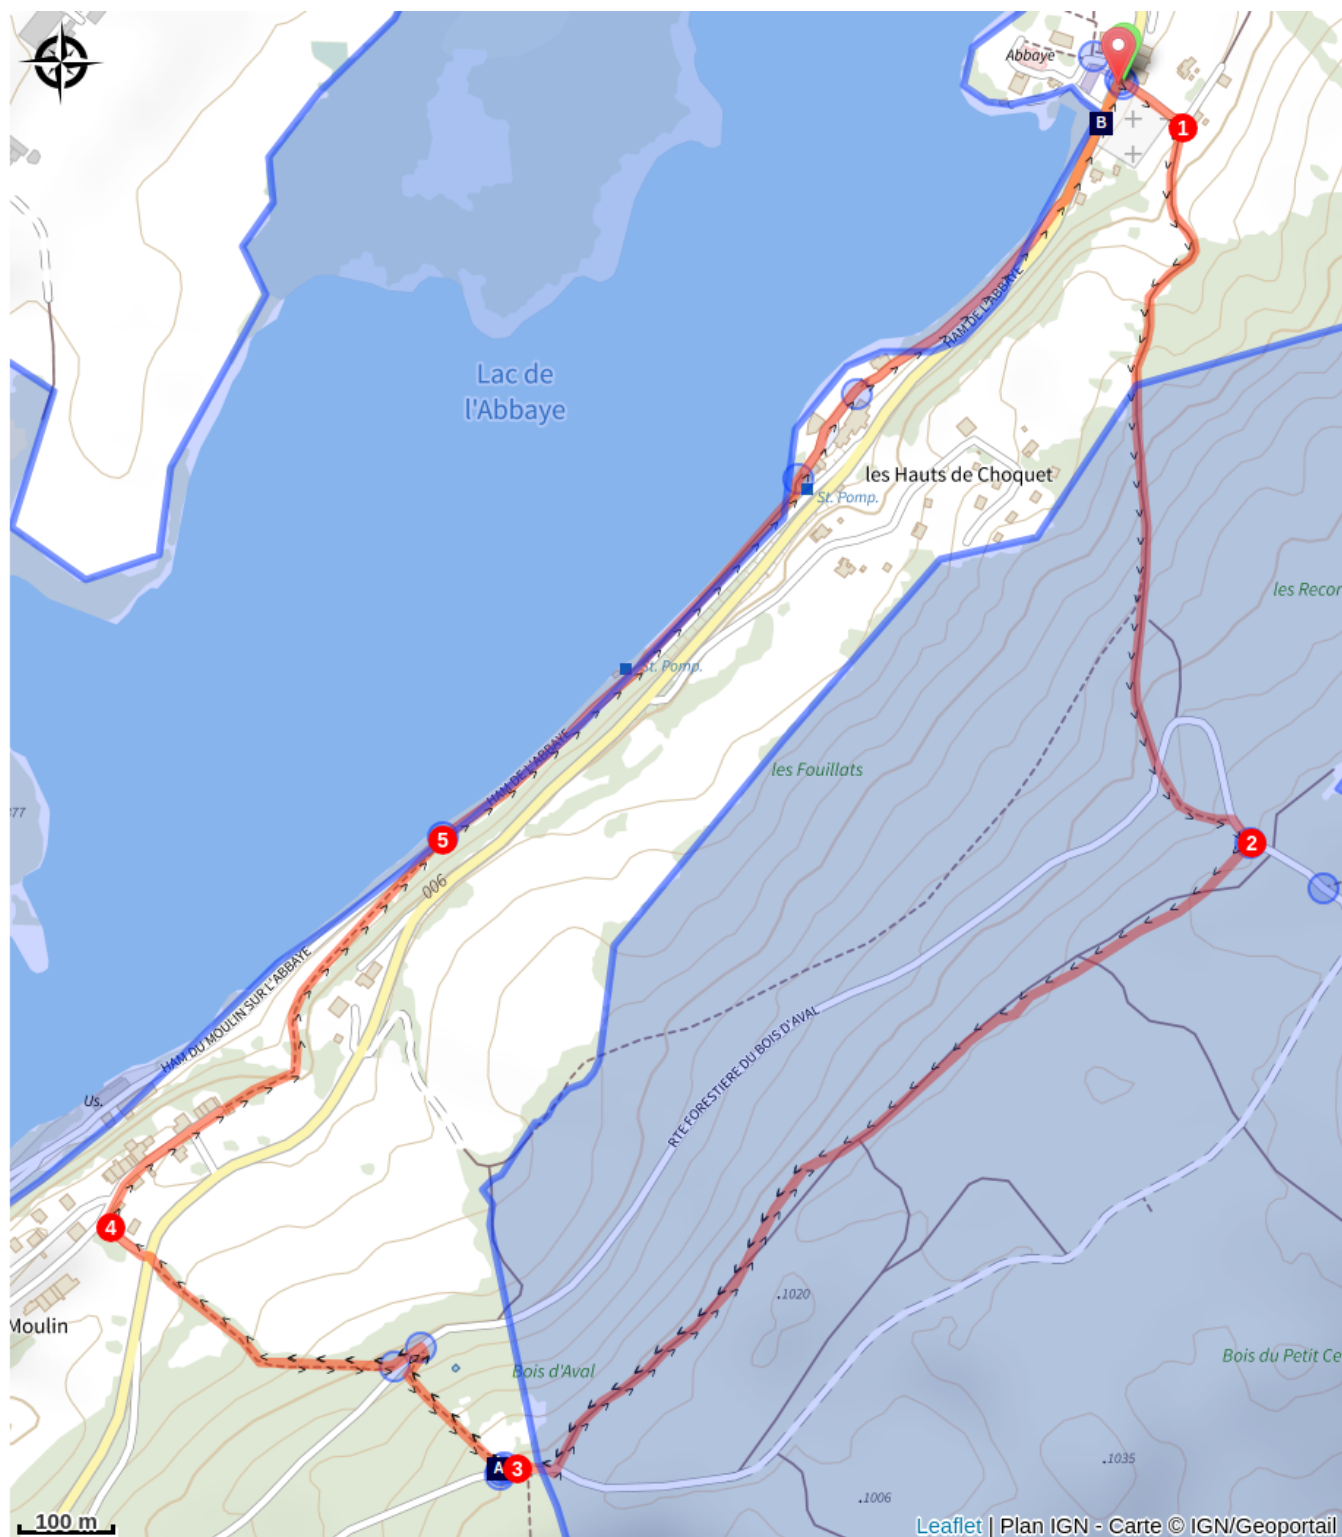 Abbaye
B
1
HAM DE L'ABBAYE
Lac de
l'Abbaye
les Hauts de Choquet
St. Pomp.
les Recor
St. Pomp.
HAM DE L'ABBAYE
les Fouillats
877
5
2
006
HAM DU MOULIN SUR L'ABBAYE
RTE FORESTIERE DU BOIS D'AVAL
Us.
4
.1020
Moulin
Bois d'Aval
Bois du Petit Ce
A
3
.1035
.1006
100 m
Leaflet | Plan IGN - Carte © IGN/Geoportail